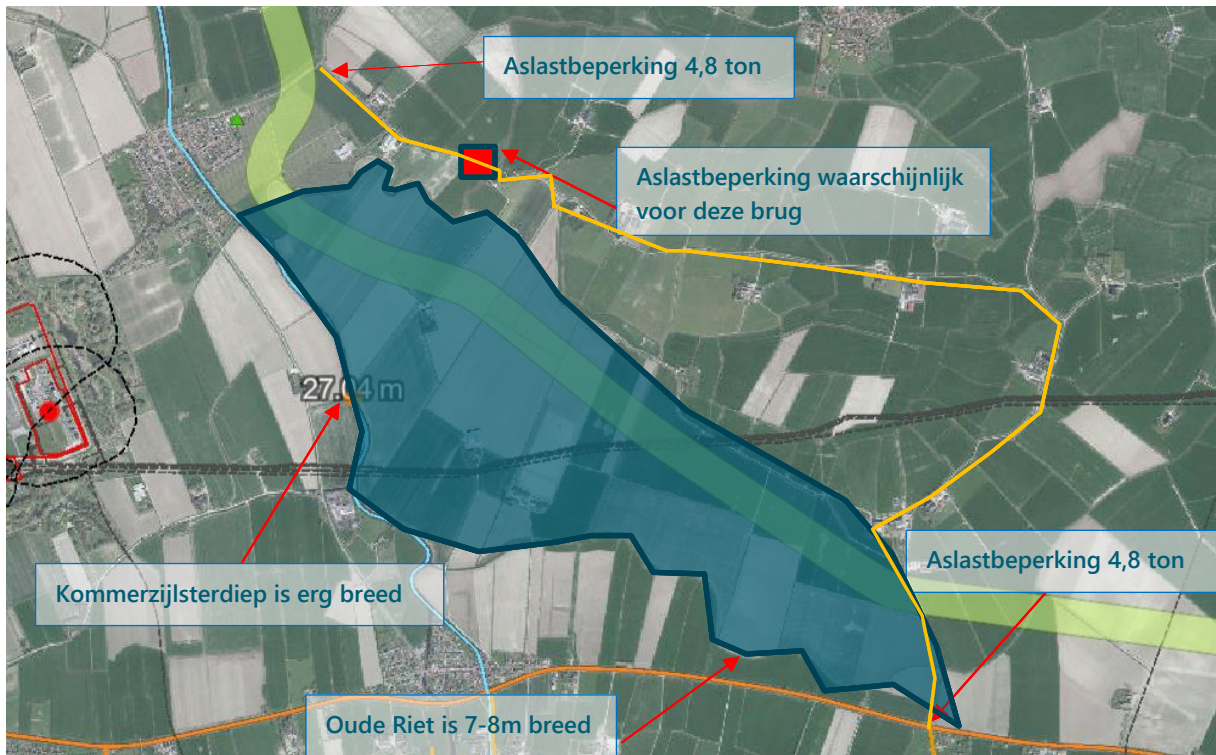 Aslastbeperking 4,8 ton
Aslastbeperking waarschijnlijk
voor deze brug
27.04 m
Aslastbeperking 4,8 ton
Kommerzijlsterdiep is erg breed
Oude Riet is 7-8m breed